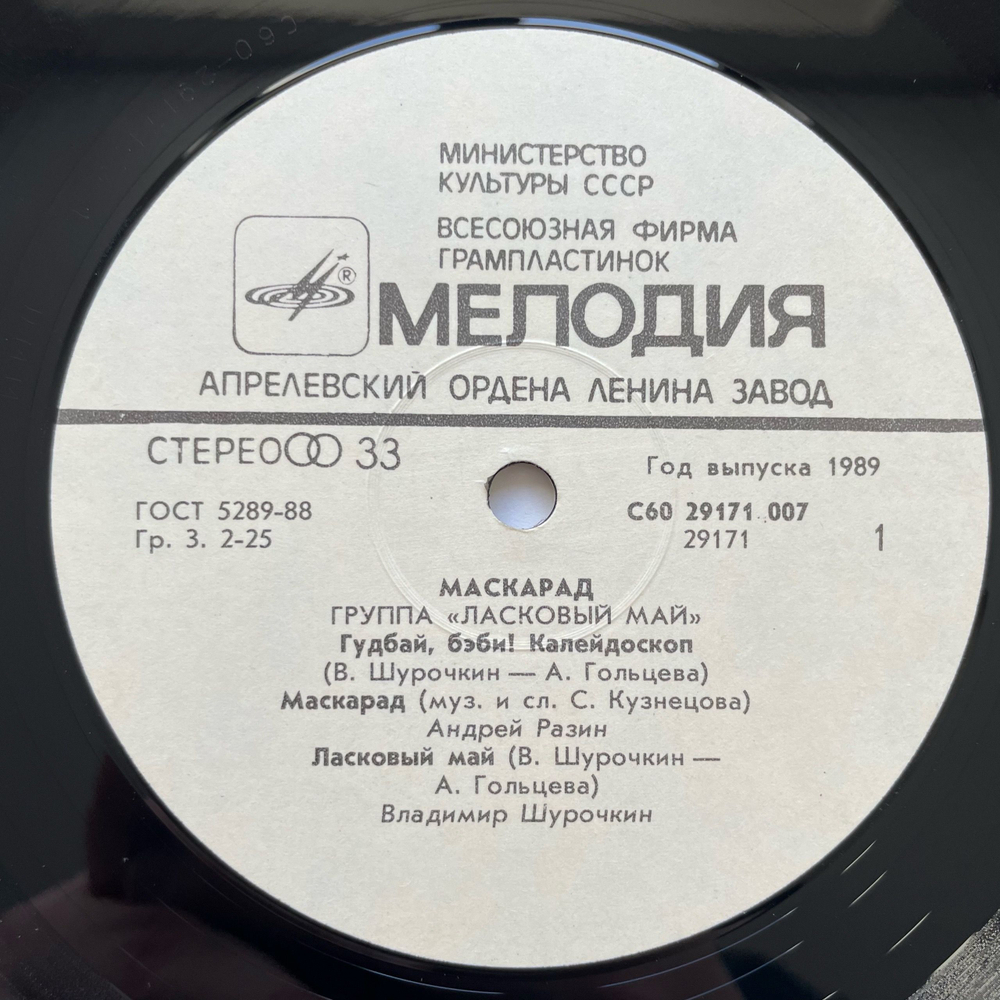 МИНИСТЕРСТВО
КУЛЬТУРЫ СССР
ВСЕСОЮЗНАЯ ФИРМА
ГРАМПЛАСТИНОК
®
МЕЛОДИЯ
АПРЕЛЕВСКИЙ ОРДЕНА ЛЕНИНА ЗАВОД
СТЕРЕО 33
Год выпуска 1989
ГОСТ 5289-88
С60 29171 007
Гр. 3. 2-25
29171
1
МАСКАРАД
ГРУППА «ЛАСКОВЫЙ МАЙ»
Гудбай, бэби! Калейдоскоп
(В. Шурочкин — А. Гольцева)
Маскарад (муз. и сл. С. Кузнецова)
Андрей Разин
Ласковый май (В. Шурочкин —
А. Гольцева)
Владимир Шурочкин